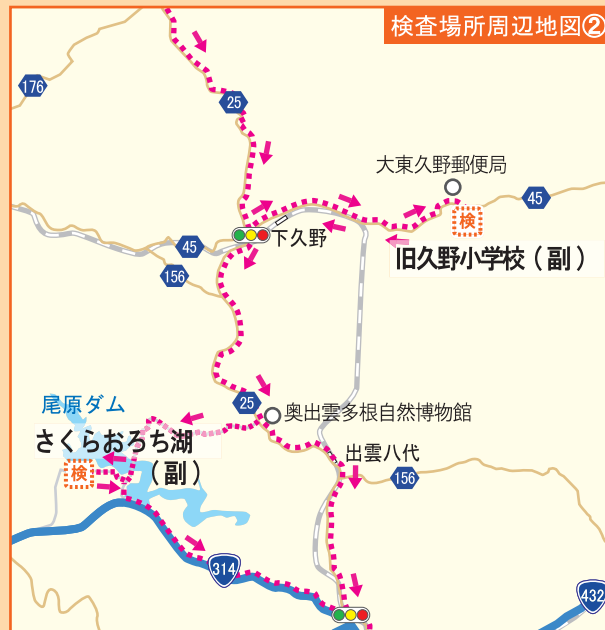 検査場所周辺地図②
176
25
大東久野郵便局
45
検
下久野
45
旧久野小学校（副）
156
25
尾原ダム
奥出雲多根自然博物館
さくらおろち湖
（副）
検
出雲八代
156
314
432